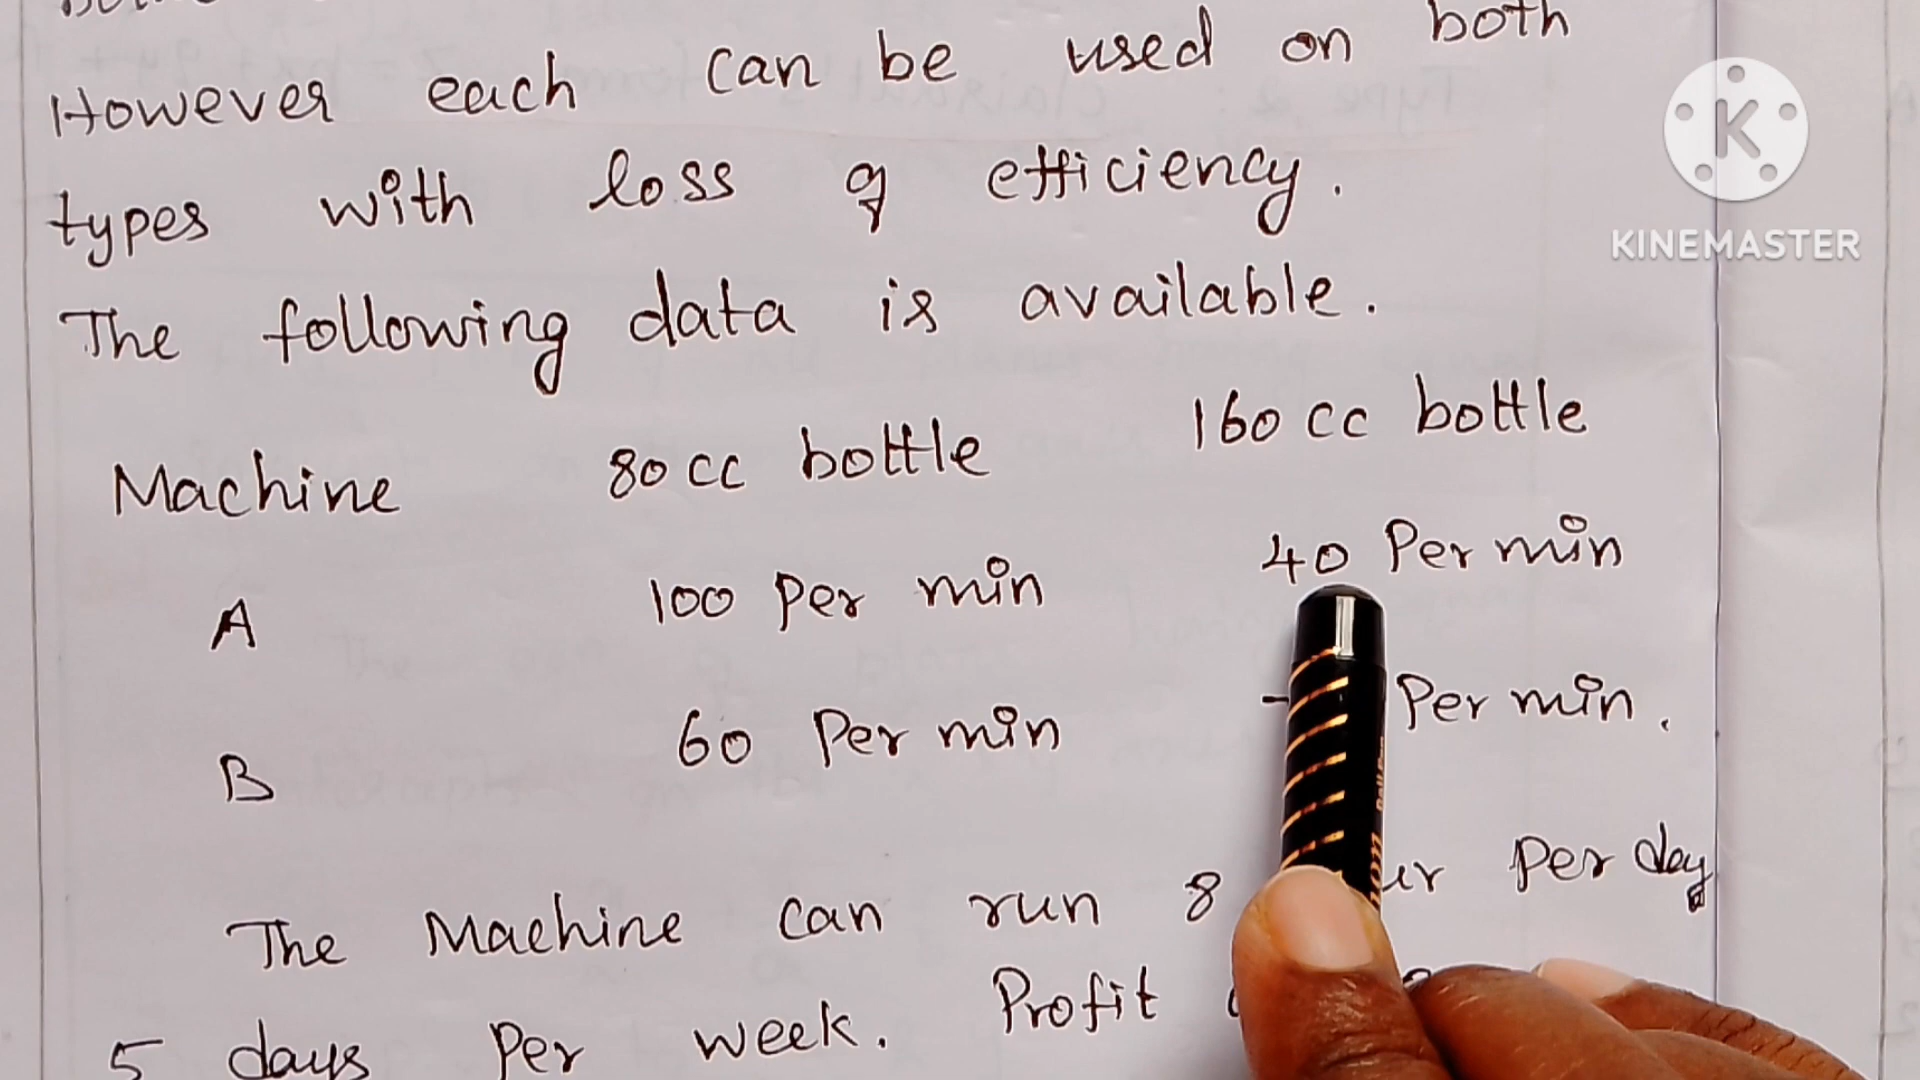 However each can be used on both
types with loss of efficiency.
The following data is available.
Machine 80 cc bottle 160 cc bottle
A 100 Per min 40 Per min
B 60 Per min Per min.
The Machine can run 8 Per day
5 days Per week. Profit
K
KINEMASTER